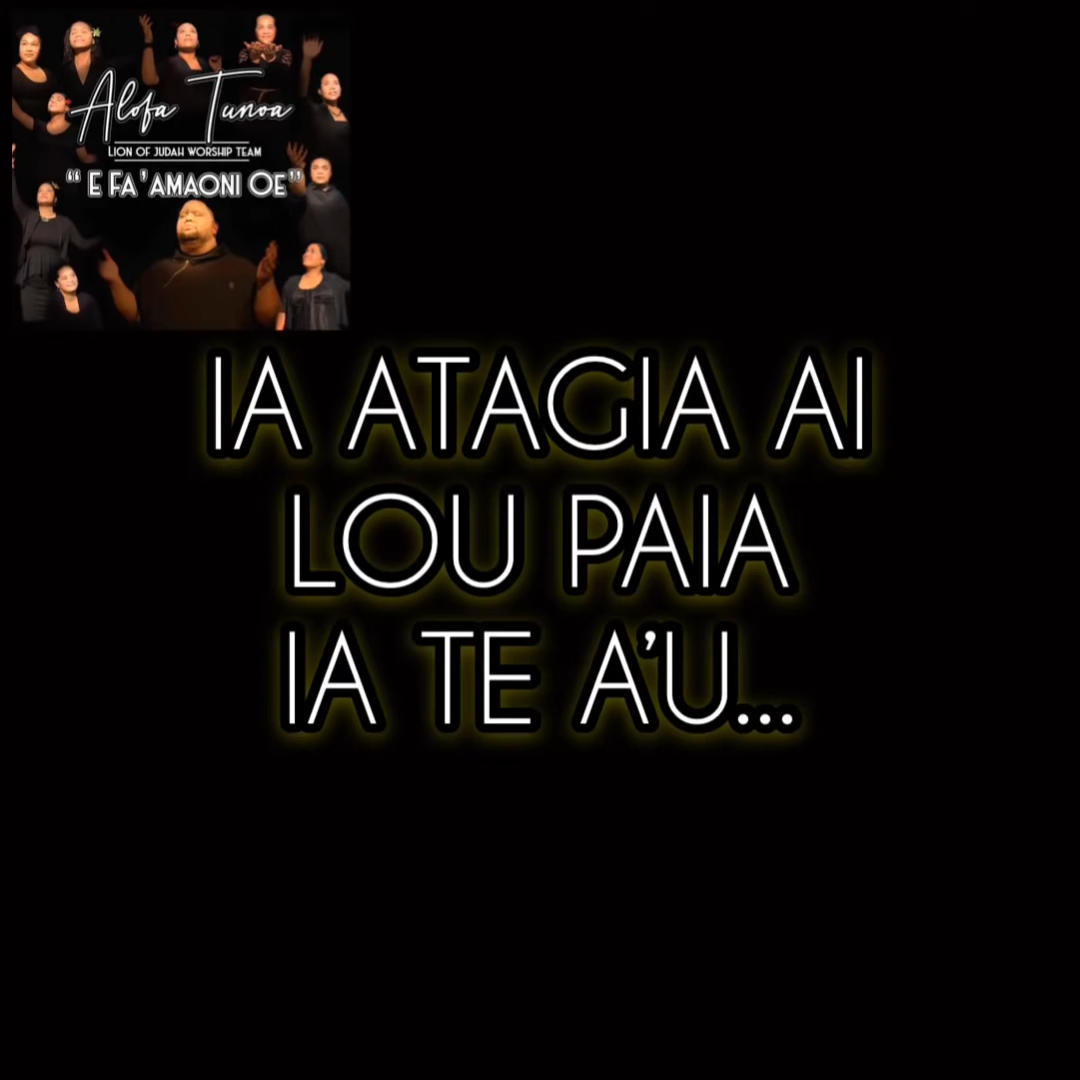 Alofa Tunoa
LION OF JUDAH WORSHIP TEAM
“ E FA'AMAONI OE”
IA ATAGIA AI
LOU PAIA
IA TE A'U...